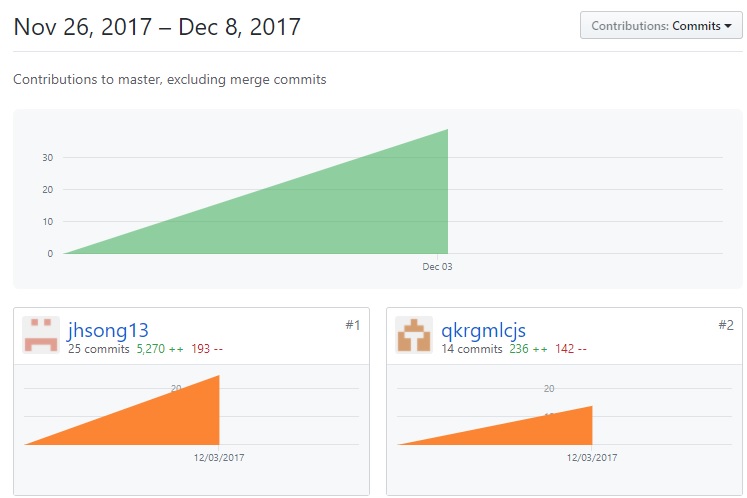 Nov 26, 2017 – Dec 8, 2017
Contributions: Commits
Contributions to master, excluding merge commits
30
20
10
0
Dec 03
jhsong13
#1
25 commits 5,270 ++ 193 --
20
12/03/2017
qkrgmlcjs
#2
14 commits 236 ++ 142 --
20
12/03/2017